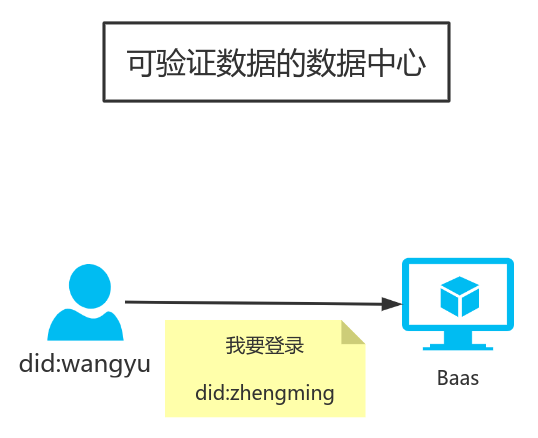 可验证数据的数据中心
我要登录
did:wangyu
did:zhengming
Baas